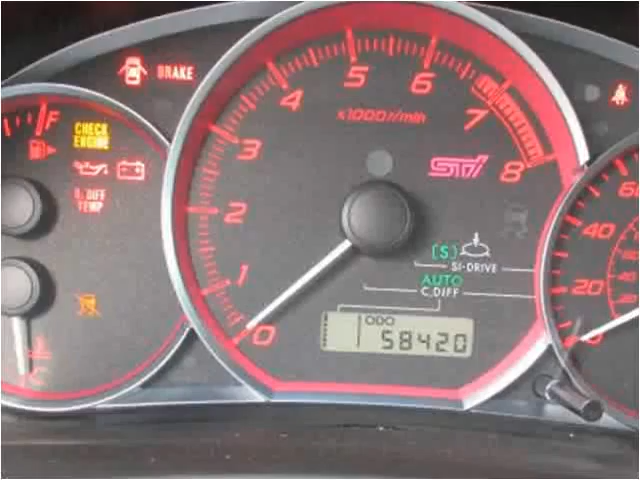 BRAKE
F
CHECK
ENGINE
R.DIFF
TEMP
C
0
1
2
3
4
5
6
7
8
x1000r/min
STI
[S]
SI-DRIVE
AUTO
C.DIFF
ODO
58420
0
20
40
60